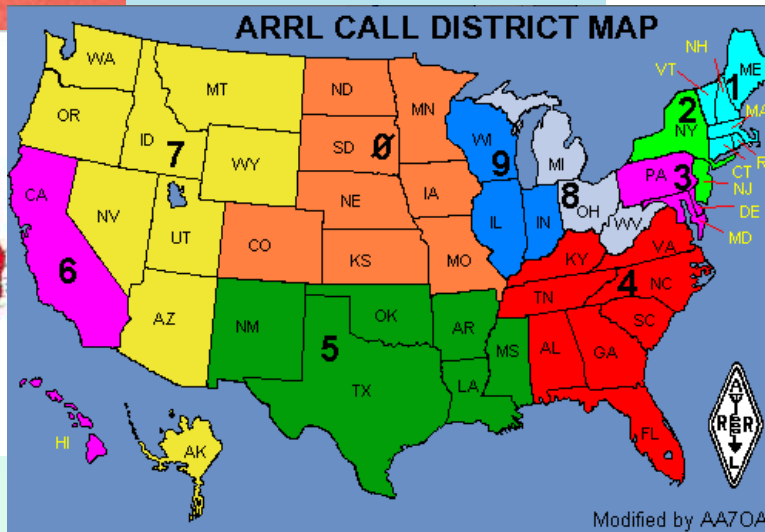 ARRL CALL DISTRICT MAP
WA
MT
ND
MN
OR
ID
7
WY
SD
0
WI
9
MI
VT
NH
ME
1
2
NY
MA
R
CT
NJ
PA
3
DE
MD
CA
6
NV
UT
CO
NE
IA
KS
MO
IL
IN
8
OH
WV
VA
KY
AZ
NM
5
OK
TX
AR
LA
MS
TN
4
NC
SC
AL
GA
FL
HI
AK
A
R R
L
Modified by AA7OA